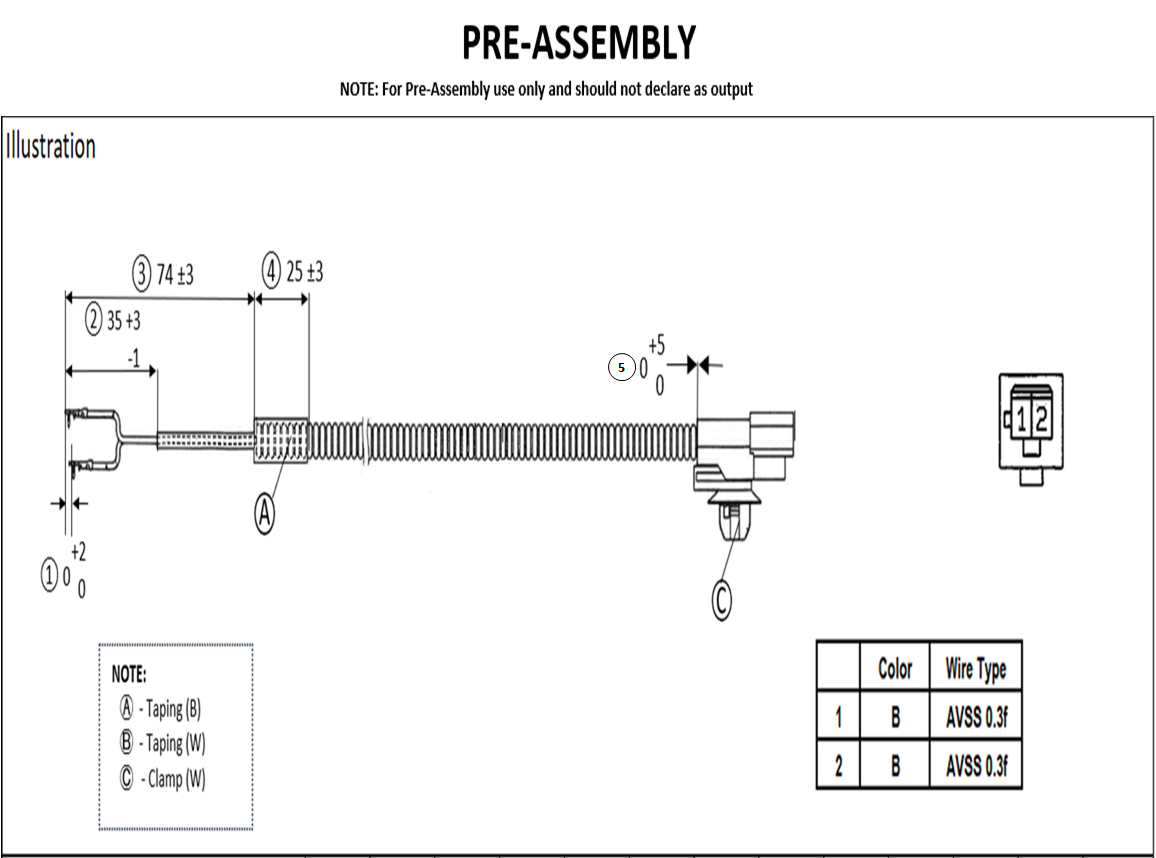 PRE-ASSEMBLY
NOTE: For Pre-Assembly use only and should not declare as output
Illustration
③ 74 ±3
④ 25 ±3
② 35 +3
-1
+5
5 0
0
1 2
Ⓐ
+2
① 0
0
Ⓒ
NOTE:
Ⓐ - Taping (B)
Ⓑ - Taping (W)
Ⓒ - Clamp (W)
Color Wire Type
1 B AVSS 0.3f
2 B AVSS 0.3f